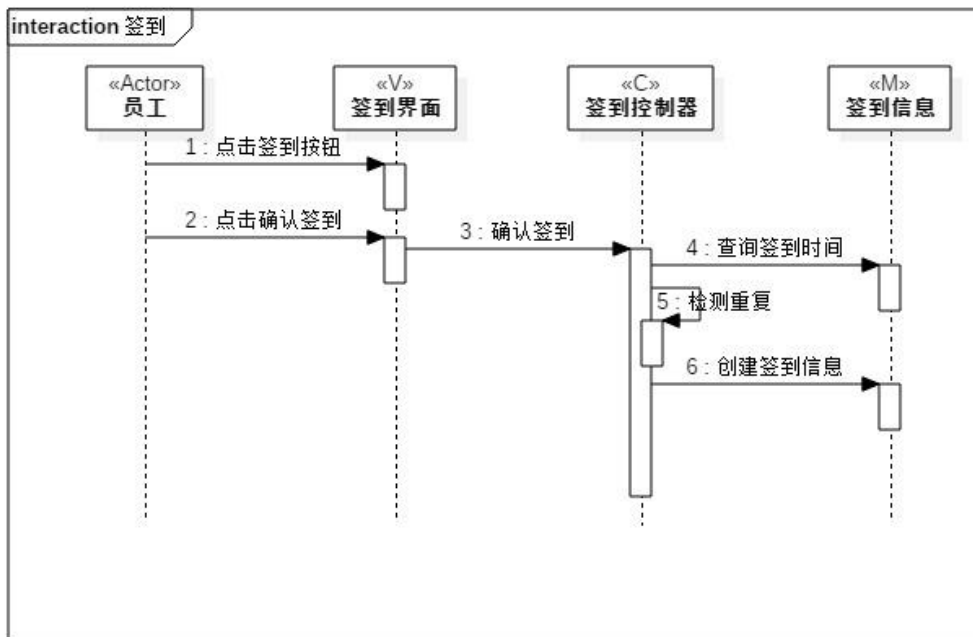 interaction 签到
«Actor»
员工
«V»
签到界面
«C»
签到控制器
«M»
签到信息
1 : 点击签到按钮
2 : 点击确认签到
3 : 确认签到
4 : 查询签到时间
5 : 检测重复
6 : 创建签到信息